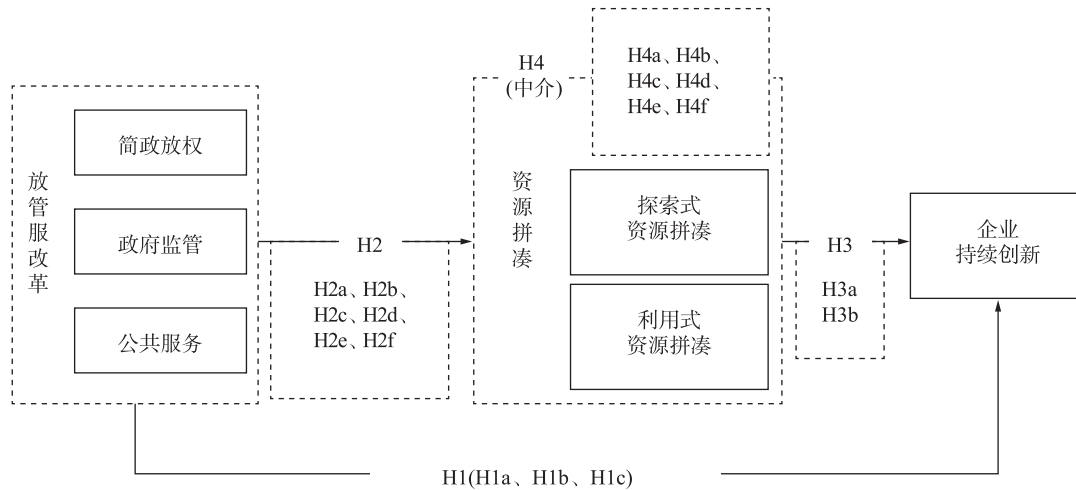 放管服改革
简政放权
政府监管
公共服务
H2
H2a、H2b、
H2c、H2d、
H2e、H2f
H4
(中介)
H4a、H4b、
H4c、H4d、
H4e、H4f
资源拼凑
探索式
资源拼凑
利用式
资源拼凑
H3
H3a
H3b
企业
持续创新
H1(H1a、H1b、H1c)